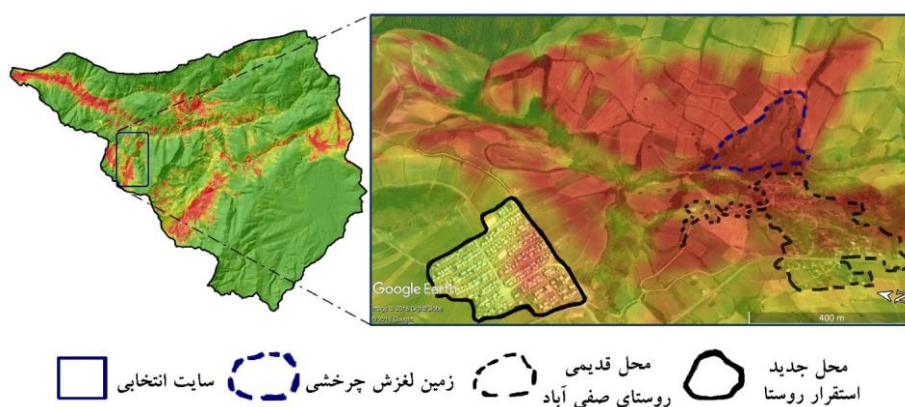 Google Earth
400 m
محل جدید
استقرار روستا
محل قدیمی
روستای صفی آباد
زمین لغزش چرخشی
سایت انتخابی